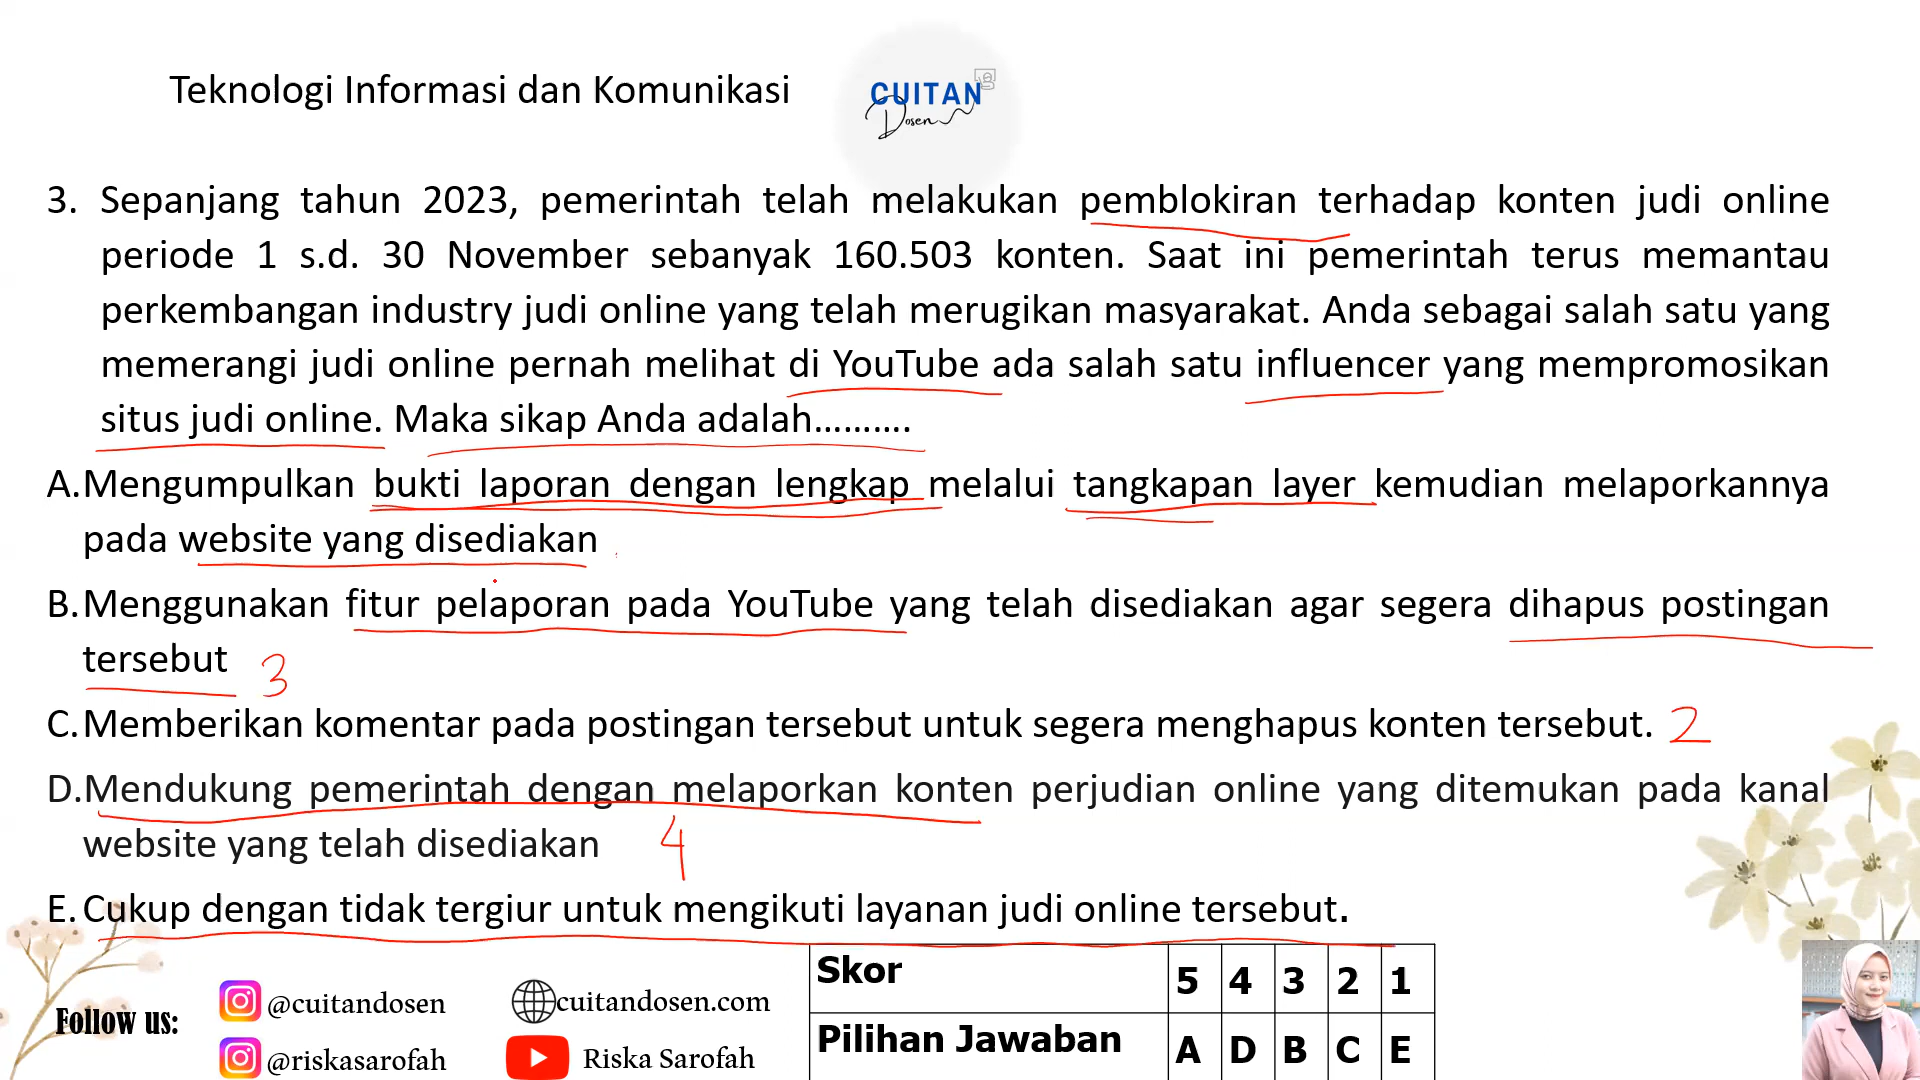 Teknologi Informasi dan Komunikasi
CUITAN
Dosen
3. Sepanjang tahun 2023, pemerintah telah melakukan pemblokiran terhadap konten judi online
periode 1 s.d. 30 November sebanyak 160.503 konten. Saat ini pemerintah terus memantau
perkembangan industry judi online yang telah merugikan masyarakat. Anda sebagai salah satu yang
memerangi judi online pernah melihat di YouTube ada salah satu influencer yang mempromosikan
situs judi online. Maka sikap Anda adalah..........
A.Mengumpulkan bukti laporan dengan lengkap melalui tangkapan layer kemudian melaporkannya
pada website yang disediakan
B.Menggunakan fitur pelaporan pada YouTube yang telah disediakan agar segera dihapus postingan
tersebut 3
C.Memberikan komentar pada postingan tersebut untuk segera menghapus konten tersebut. 2
D.Mendukung pemerintah dengan melaporkan konten perjudian online yang ditemukan pada kanal
website yang telah disediakan 4
E.Cukup dengan tidak tergiur untuk mengikuti layanan judi online tersebut.
Skor 5 4 3 2 1
Pilihan Jawaban A D B C E
Follow us:
@cuitandosen
cuitandosen.com
@riskasarofah
Riska Sarofah